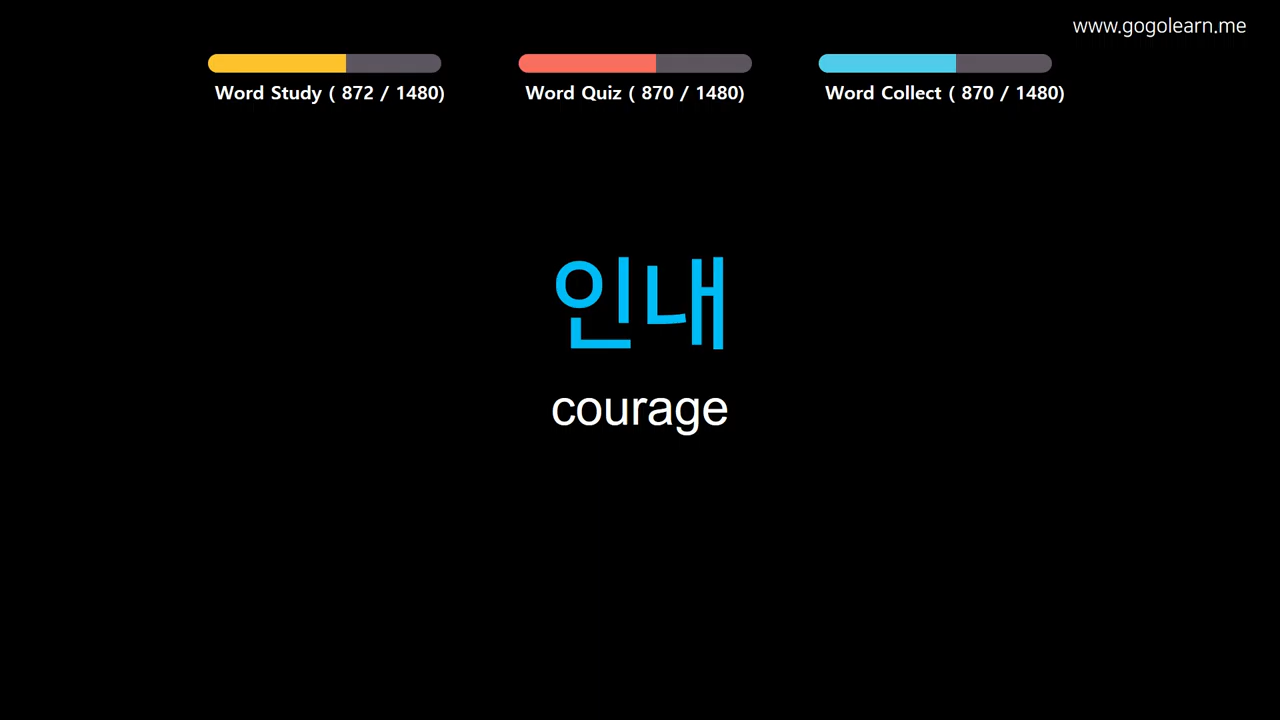 www.gogolearn.me
Word Study ( 872 / 1480)
Word Quiz ( 870 / 1480)
Word Collect ( 870 / 1480)
인내
courage